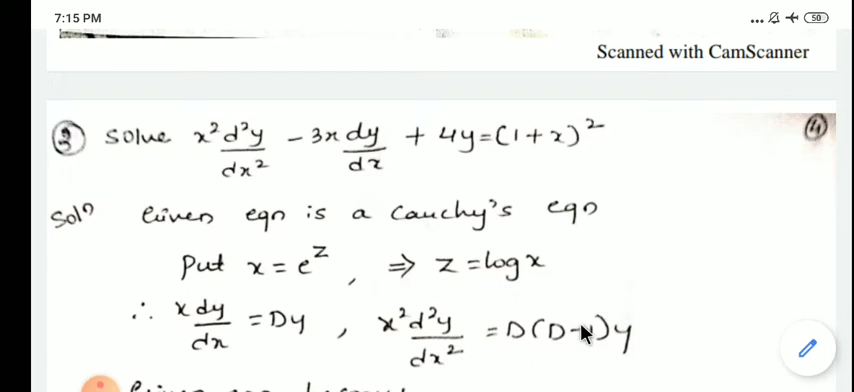 7:15 PM
... 50
Scanned with CamScanner
3 Solve x²d²y/dx² - 3x dy/dx + 4y = (1+x)² 4
Solⁿ Given eqn is a Cauchy's eqn
Put x = e^z, ⇒ z = log x
∴ x dy/dx = Dy, x²d²y/dx² = D(D-1)y